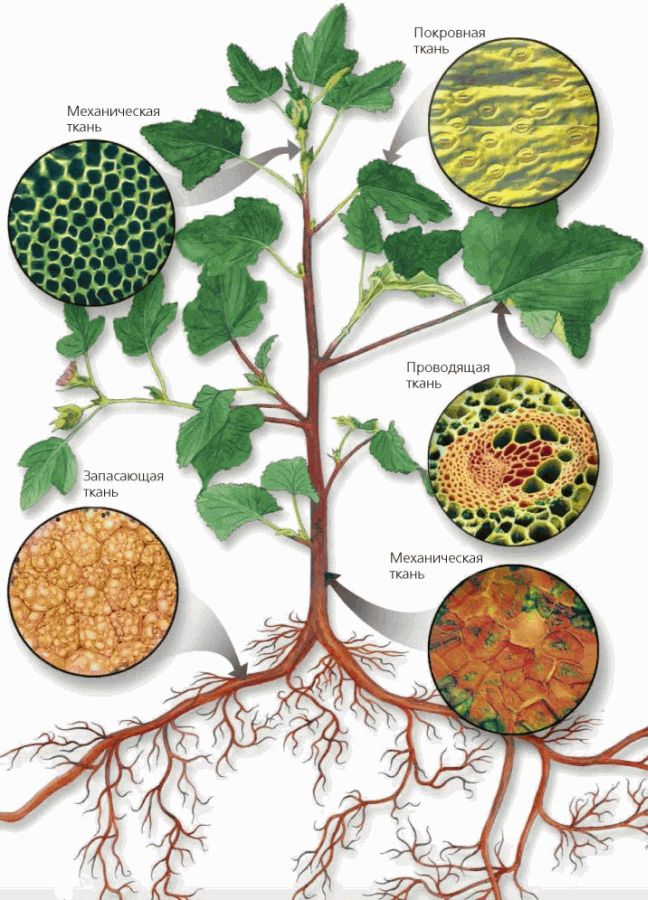 Покровная
ткань
Механическая
ткань
Проводящая
ткань
Запасающая
ткань
Механическая
ткань